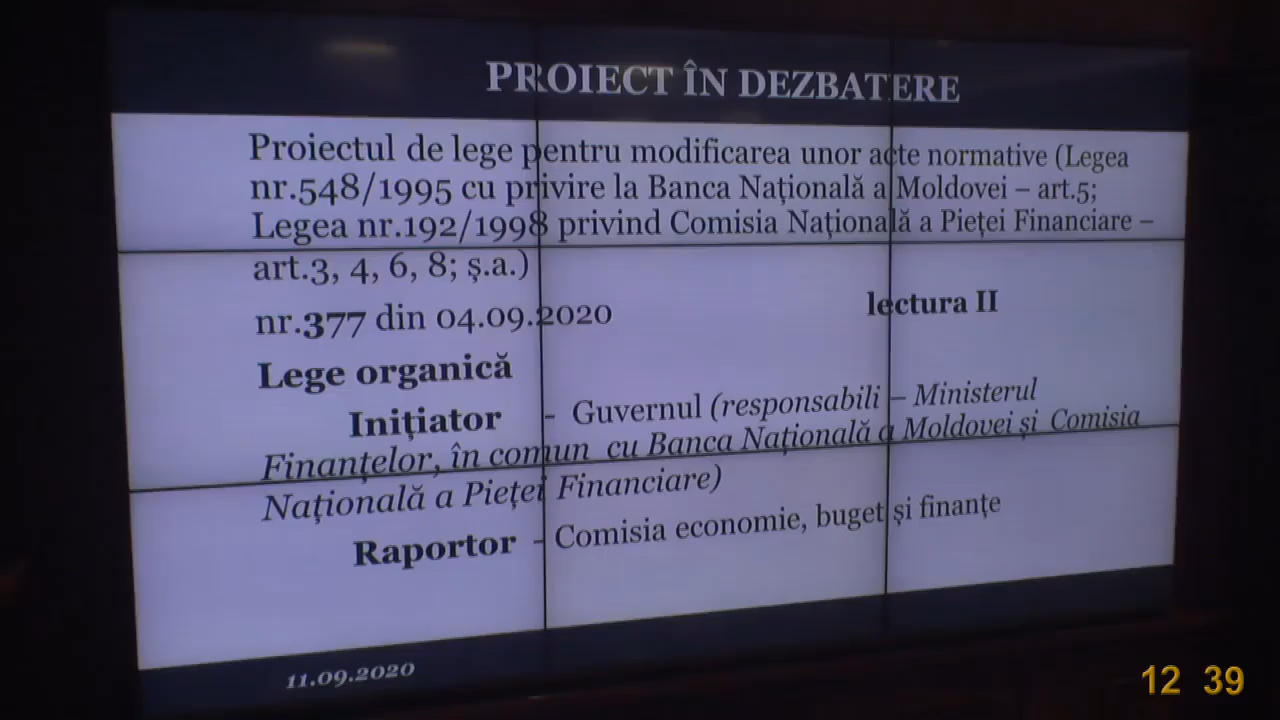 PROIECT ÎN DEZBATERE
Proiectul de lege pentru modificarea unor acte normative (Legea
nr.548/1995 cu privire la Banca Națională a Moldovei – art.5;
Legea nr.192/1998 privind Comisia Națională a Pieței Financiare –
art.3, 4, 6, 8; ș.a.)
nr.377 din 04.09.2020 lectura II
Lege organică
Inițiator - Guvernul (responsabili – Ministerul
Finanțelor, în comun cu Banca Națională a Moldovei și Comisia
Națională a Pieței Financiare)
Raportor - Comisia economie, buget și finanțe
11.09.2020
12 39